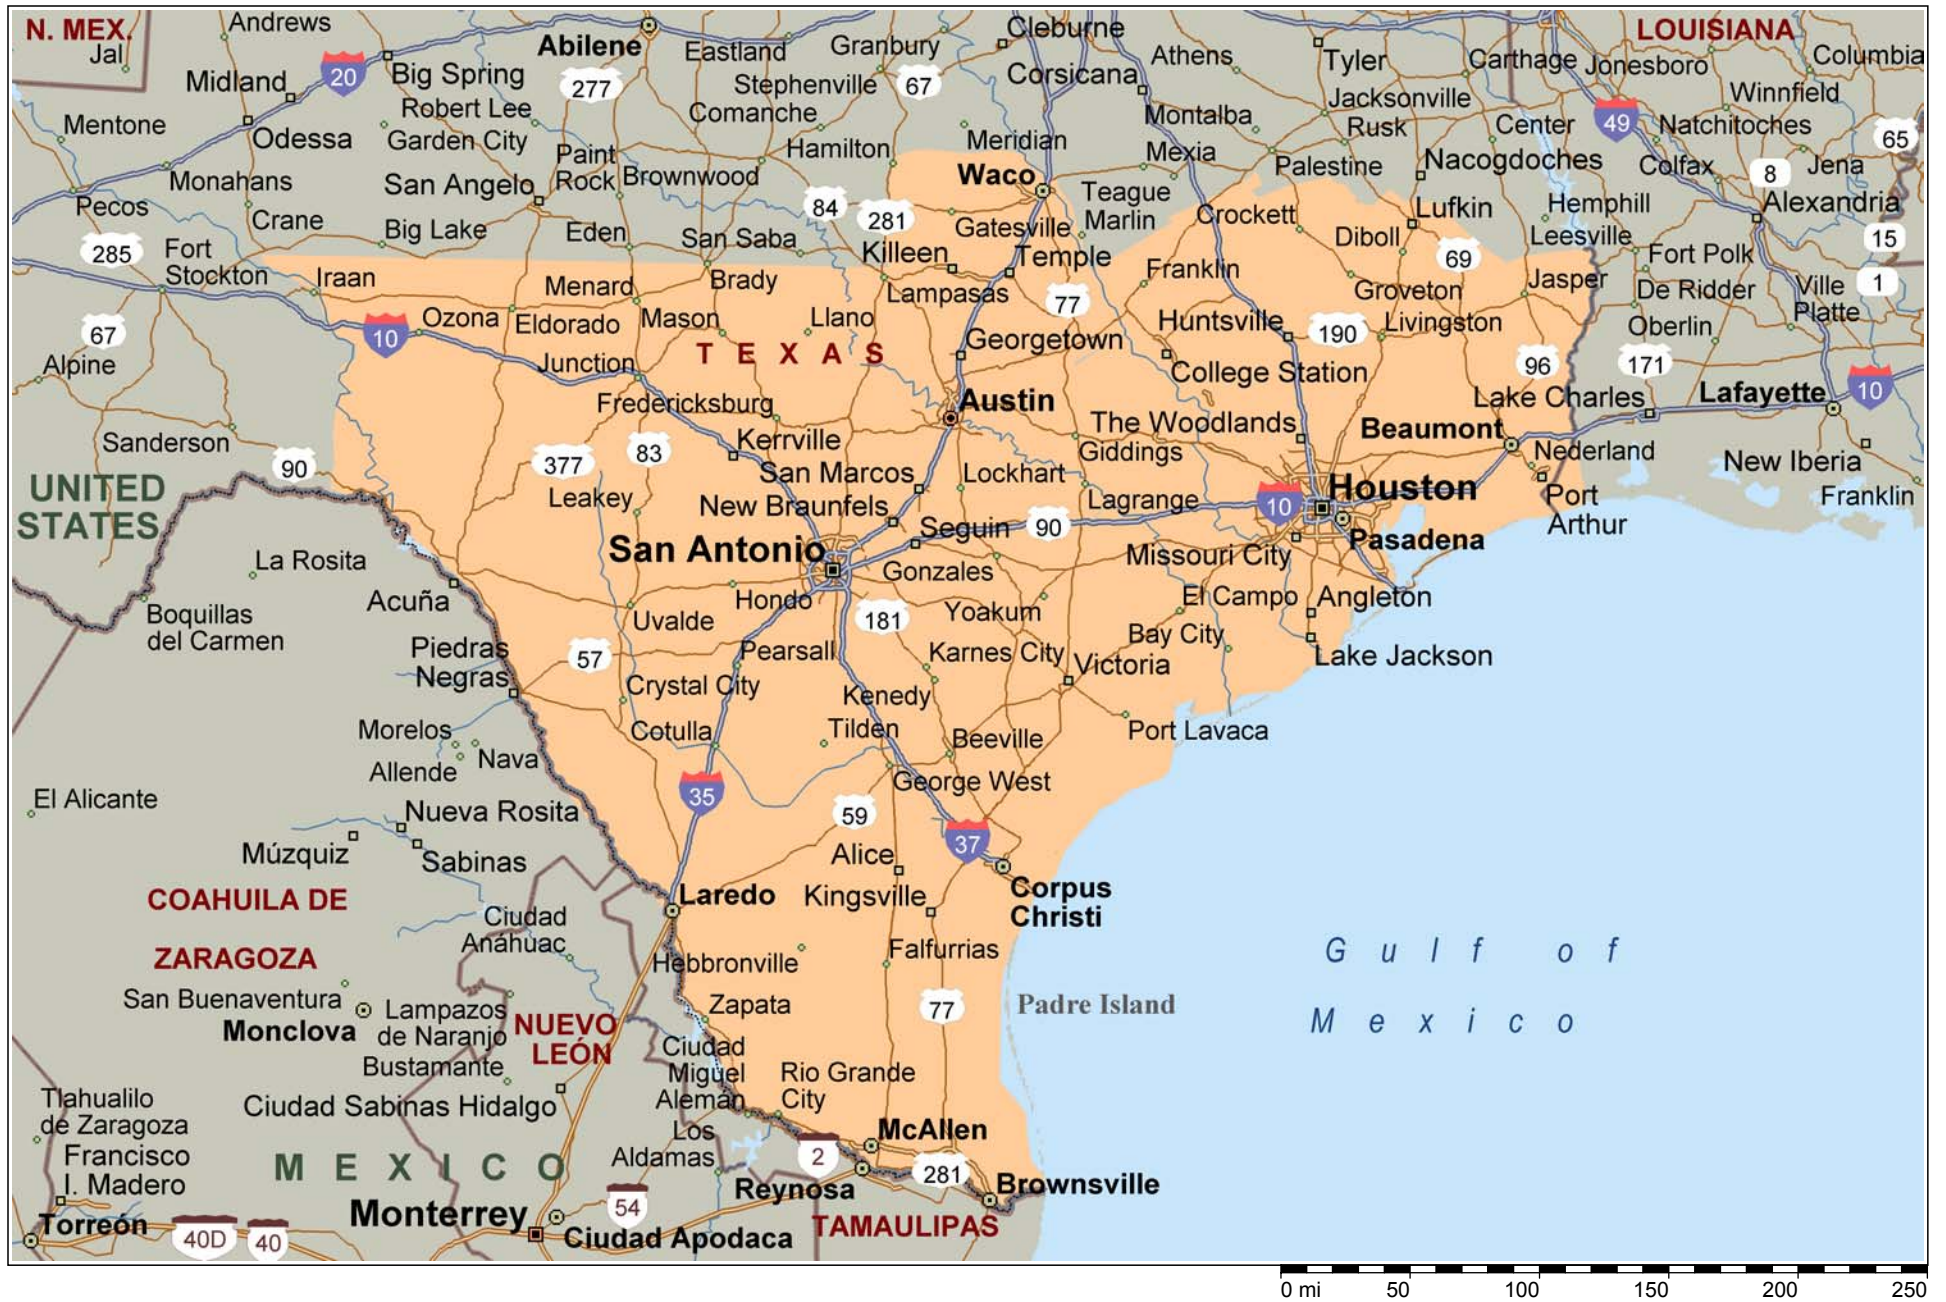 N. MEX.
Jal
Andrews
Abilene
Eastland
Granbury
Cleburne
Athens
Tyler
Carthage
LOUISIANA
Jonesboro
Columbia
20
Midland
Big Spring
277
Stephenville
67
Corsicana
Robert Lee
Comanche
Jacksonville
Winnfield
Mentone
Odessa
Garden City
Montalba
Rusk
Center
49
Natchitoches
65
Hamilton
Meridian
Mexia
Palestine
Nacogdoches
Colfax
8
Jena
Monahans
San Angelo
Paint
Rock
Brownwood
Waco
Teague
Marlin
Pecos
Crane
84
281
Gatesville
Crockett
Lufkin
Hemphill
Alexandria
285
Fort
Stockton
Big Lake
Eden
San Saba
Killeen
Temple
Diboll
69
Leesville
15
Iraan
Menard
Brady
Lampasas
Franklin
Groveton
Jasper
Fort Polk
De Ridder
Ville
Platte
1
67
10
Ozona
Eldorado
Mason
Llano
77
Huntsville
190
Livingston
Oberlin
Alpine
Junction
TEXAS
Georgetown
College Station
96
171
Lafayette
10
Fredericksburg
Austin
The Woodlands
Lake Charles
Beaumont
Sanderson
90
377
83
Kerrville
San Marcos
Lockhart
Giddings
Nederland
New Iberia
UNITED
STATES
Leakey
New Braunfels
Lagrange
10
Houston
Port
Arthur
Franklin
San Antonio
Seguin
90
Missouri City
Pasadena
La Rosita
Acuña
Gonzales
Boquillas
del Carmen
Uvalde
Hondo
181
Yoakum
El Campo
Angleton
Piedras
Negras
57
Pearsall
Karnes City
Victoria
Bay City
Lake Jackson
Crystal City
Kenedy
Morelos
Nava
Allende
Cotulla
Tilden
Beeville
Port Lavaca
George West
El Alicante
Nueva Rosita
35
59
37
Múzquiz
Sabinas
Alice
COAHUILA DE
ZARAGOZA
Laredo
Kingsville
Corpus
Christi
Ciudad
Anáhuac
Hebbronville
Falfurrias
Gulf of
Mexico
San Buenaventura
Monclova
Lampazos
de Naranjo
NUEVO
LEÓN
Zapata
77
Padre Island
Bustamante
Ciudad
Miguel
Alemán
Rio Grande
City
Tlahualilo
de Zaragoza
Ciudad Sabinas Hidalgo
McAllen
Francisco
I. Madero
MEXICO
Los
Aldamas
2
Reynosa
281
Brownsville
Torreón
40D
40
Monterrey
54
Ciudad Apodaca
TAMAULIPAS
0 mi 50 100 150 200 250